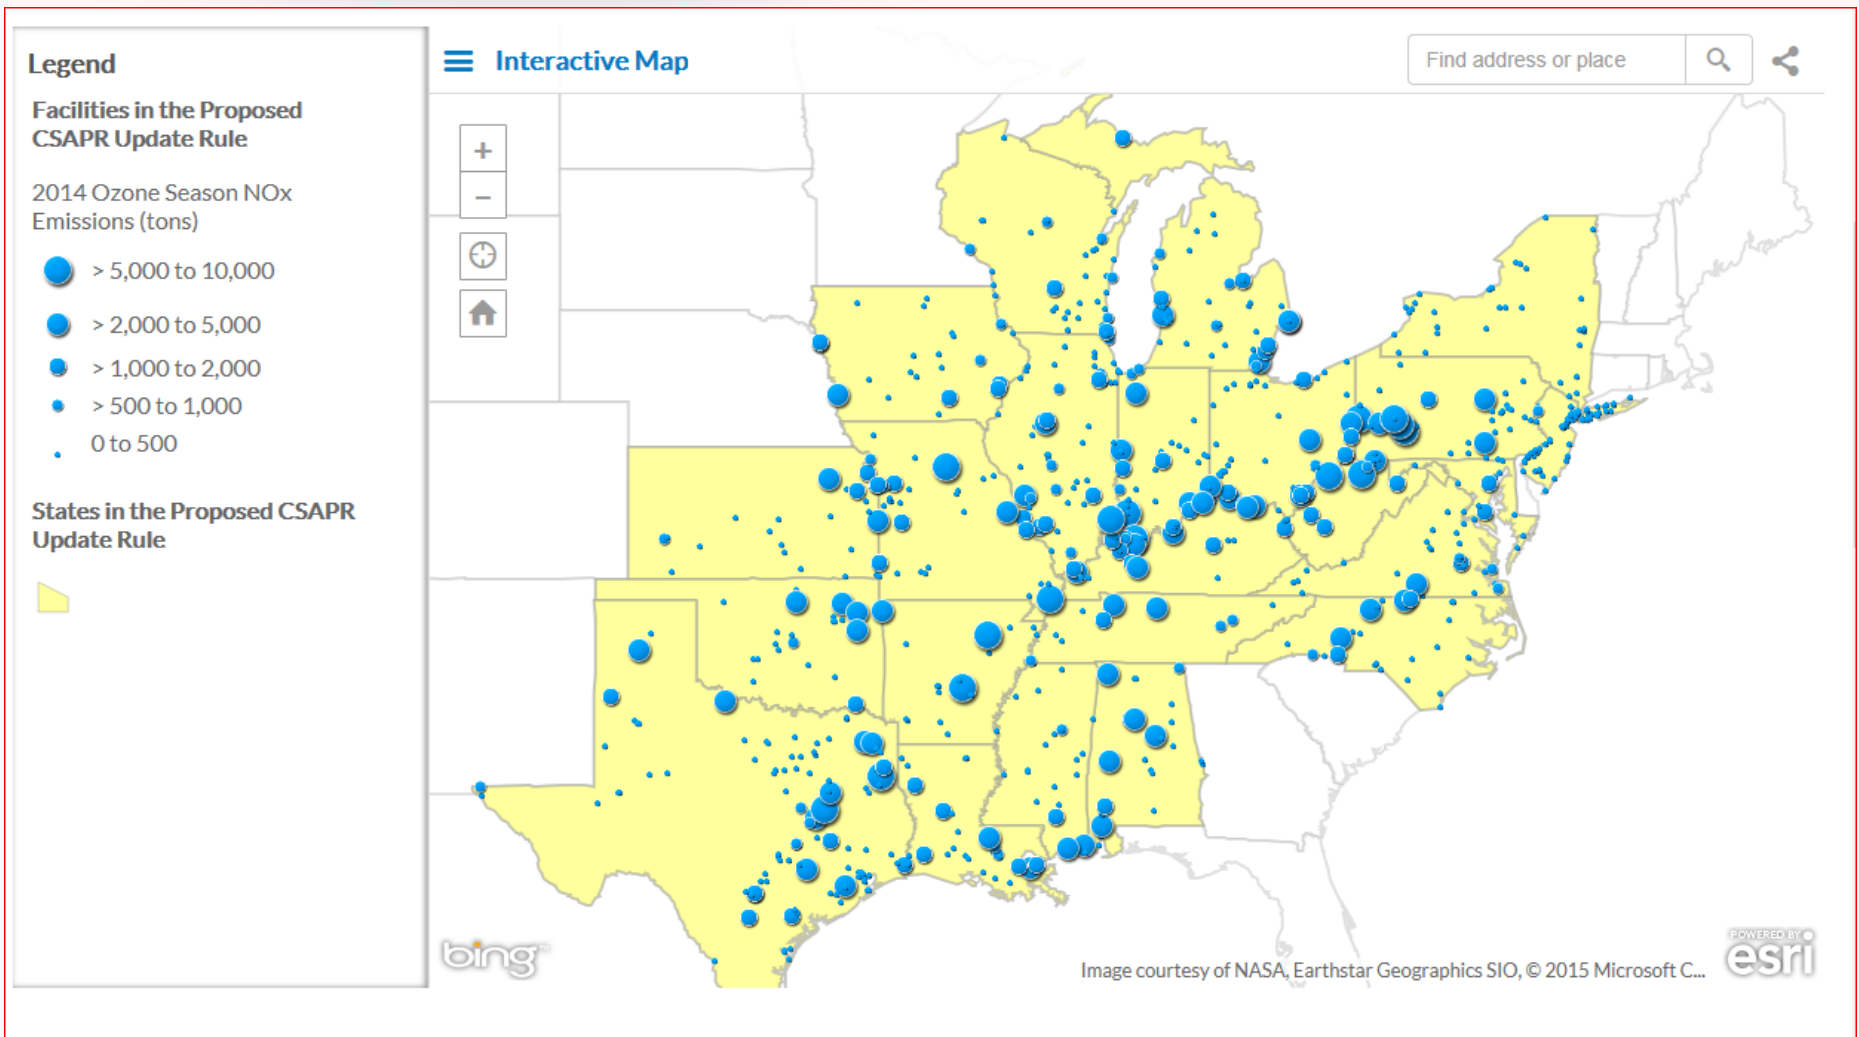 Legend
Facilities in the Proposed
CSAPR Update Rule
2014 Ozone Season NOx
Emissions (tons)
> 5,000 to 10,000
> 2,000 to 5,000
> 1,000 to 2,000
> 500 to 1,000
0 to 500
States in the Proposed CSAPR
Update Rule
Interactive Map
Find address or place
+
−
bing™
Image courtesy of NASA, Earthstar Geographics SIO, © 2015 Microsoft C...
POWERED BY
esri